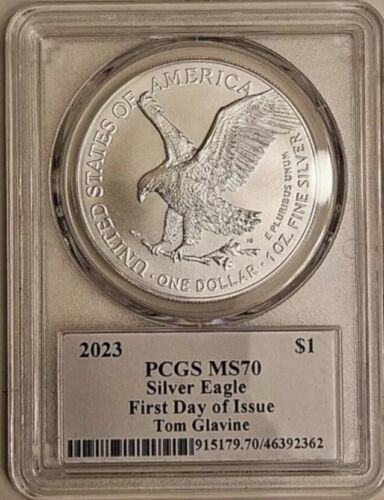 UNITED STATES OF AMERICA
E PLURIBUS UNUM
1 OZ. FINE SILVER
· ONE DOLLAR ·
2023 $1
PCGS MS70
Silver Eagle
First Day of Issue
Tom Glavine
915179.70/46392362